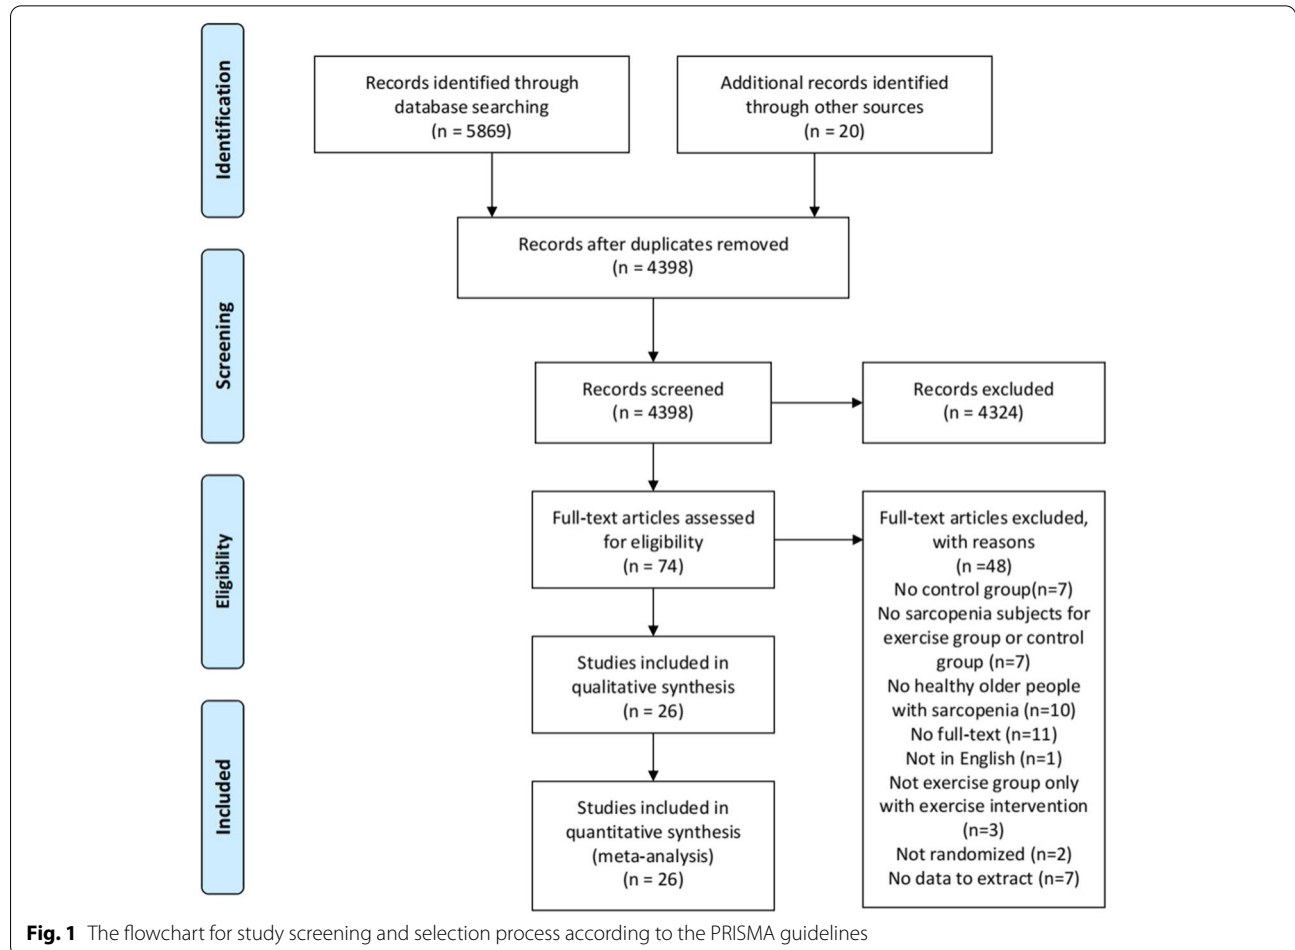 Identification
Records identified through
database searching
(n = 5869)
Additional records identified
through other sources
(n = 20)
Records after duplicates removed
(n = 4398)
Screening
Records screened
(n = 4398)
Records excluded
(n = 4324)
Eligibility
Full-text articles assessed
for eligibility
(n = 74)
Full-text articles excluded,
with reasons
(n =48)
No control group(n=7)
No sarcopenia subjects for
exercise group or control
group (n=7)
No healthy older people
with sarcopenia (n=10)
No full-text (n=11)
Not in English (n=1)
Not exercise group only
with exercise intervention
(n=3)
Not randomized (n=2)
No data to extract (n=7)
Studies included in
qualitative synthesis
(n = 26)
Included
Studies included in
quantitative synthesis
(meta-analysis)
(n = 26)
Fig. 1 The flowchart for study screening and selection process according to the PRISMA guidelines